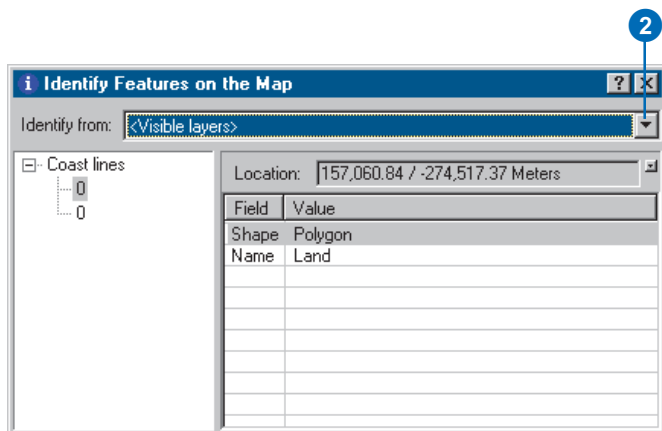 2
Identify Features on the Map
Identify from: <Visible layers>
Coast lines
0
0
Location: 157,060.84 / -274,517.37 Meters
Field Value
Shape Polygon
Name Land